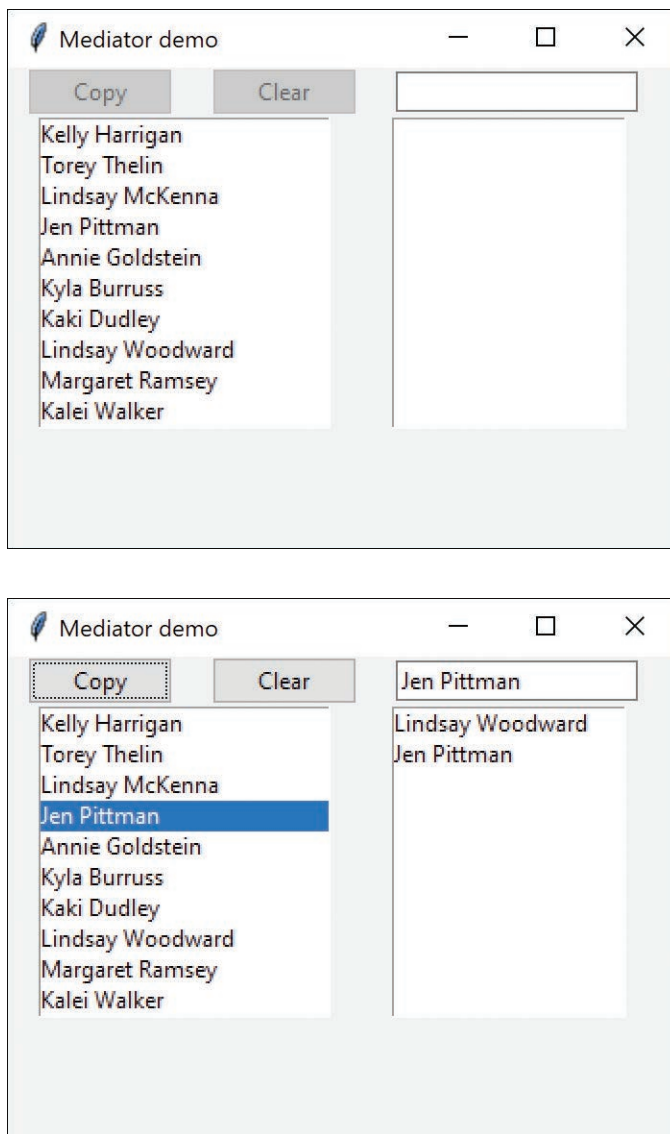 Mediator demo
Copy Clear
Kelly Harrigan
Torey Thelin
Lindsay McKenna
Jen Pittman
Annie Goldstein
Kyla Burruss
Kaki Dudley
Lindsay Woodward
Margaret Ramsey
Kalei Walker
Mediator demo
Copy Clear Jen Pittman
Kelly Harrigan
Torey Thelin
Lindsay McKenna
Jen Pittman
Annie Goldstein
Kyla Burruss
Kaki Dudley
Lindsay Woodward
Margaret Ramsey
Kalei Walker
Lindsay Woodward
Jen Pittman